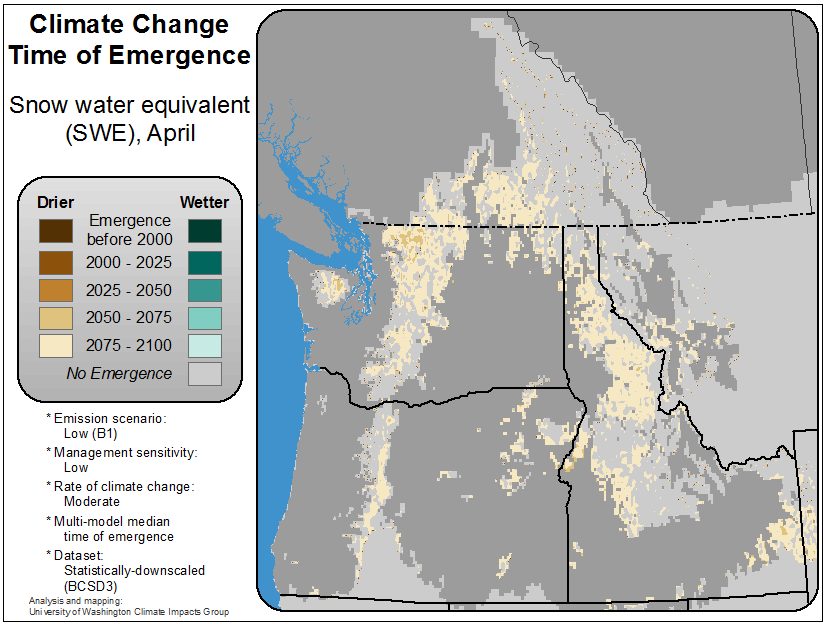 Climate Change
Time of Emergence
Snow water equivalent
(SWE), April
Drier
Wetter
Emergence
before 2000
2000 - 2025
2025 - 2050
2050 - 2075
2075 - 2100
No Emergence
* Emission scenario:
Low (B1)
* Management sensitivity:
Low
* Rate of climate change:
Moderate
* Multi-model median
time of emergence
* Dataset:
Statistically-downscaled
(BCSD3)
Analysis and mapping:
University of Washington Climate Impacts Group